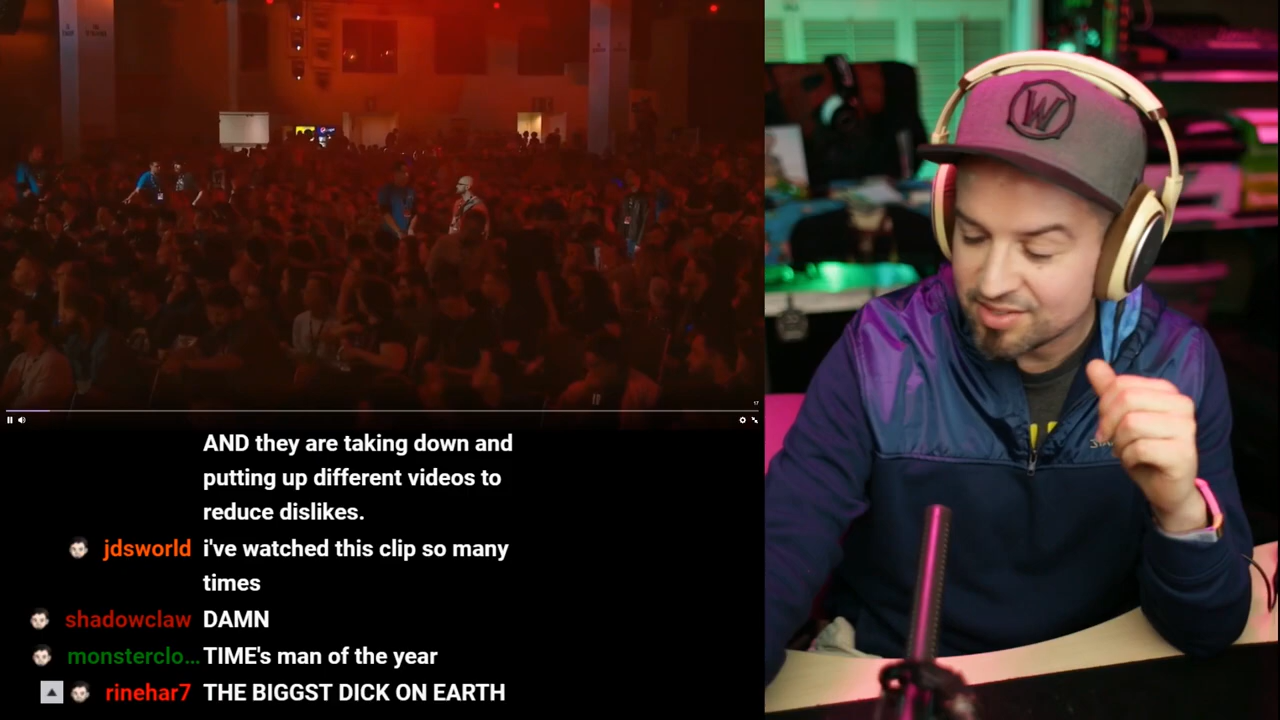 W
AND they are taking down and
putting up different videos to
reduce dislikes.
jdsworld i've watched this clip so many
times
shadowclaw DAMN
monsterclo... TIME's man of the year
rinehar7 THE BIGGST DICK ON EARTH